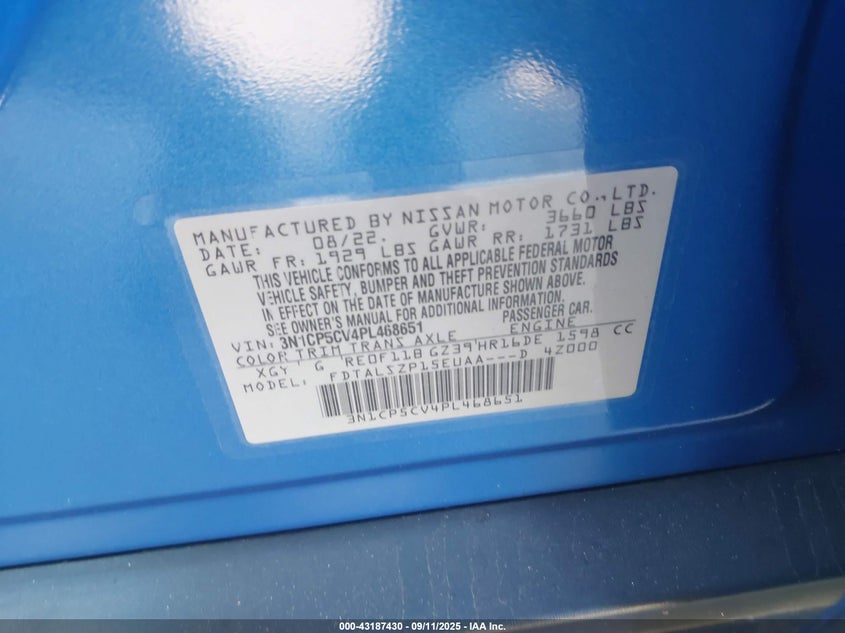 MANUFACTURED BY NISSAN MOTOR CO., LTD.
DATE: 08/22. GVWR: 3660 LBS
GAWR FR: 1929 LBS GAWR RR: 1731 LBS
THIS VEHICLE CONFORMS TO ALL APPLICABLE FEDERAL MOTOR
VEHICLE SAFETY, BUMPER AND THEFT PREVENTION STANDARDS
IN EFFECT ON THE DATE OF MANUFACTURE SHOWN ABOVE.
SEE OWNER'S MANUAL FOR ADDITIONAL INFORMATION.
VIN: 3N1CP5CV4PL468651 PASSENGER CAR.
COLOR TRIM TRANS AXLE ENGINE
XGY G RE0F11B GZ39 HR16DE 1598 CC
MODEL: FDTALSZP15EUAA---D 4Z000
3N1CP5CV4PL468651
000-43187430 - 09/11/2025 - IAA Inc.